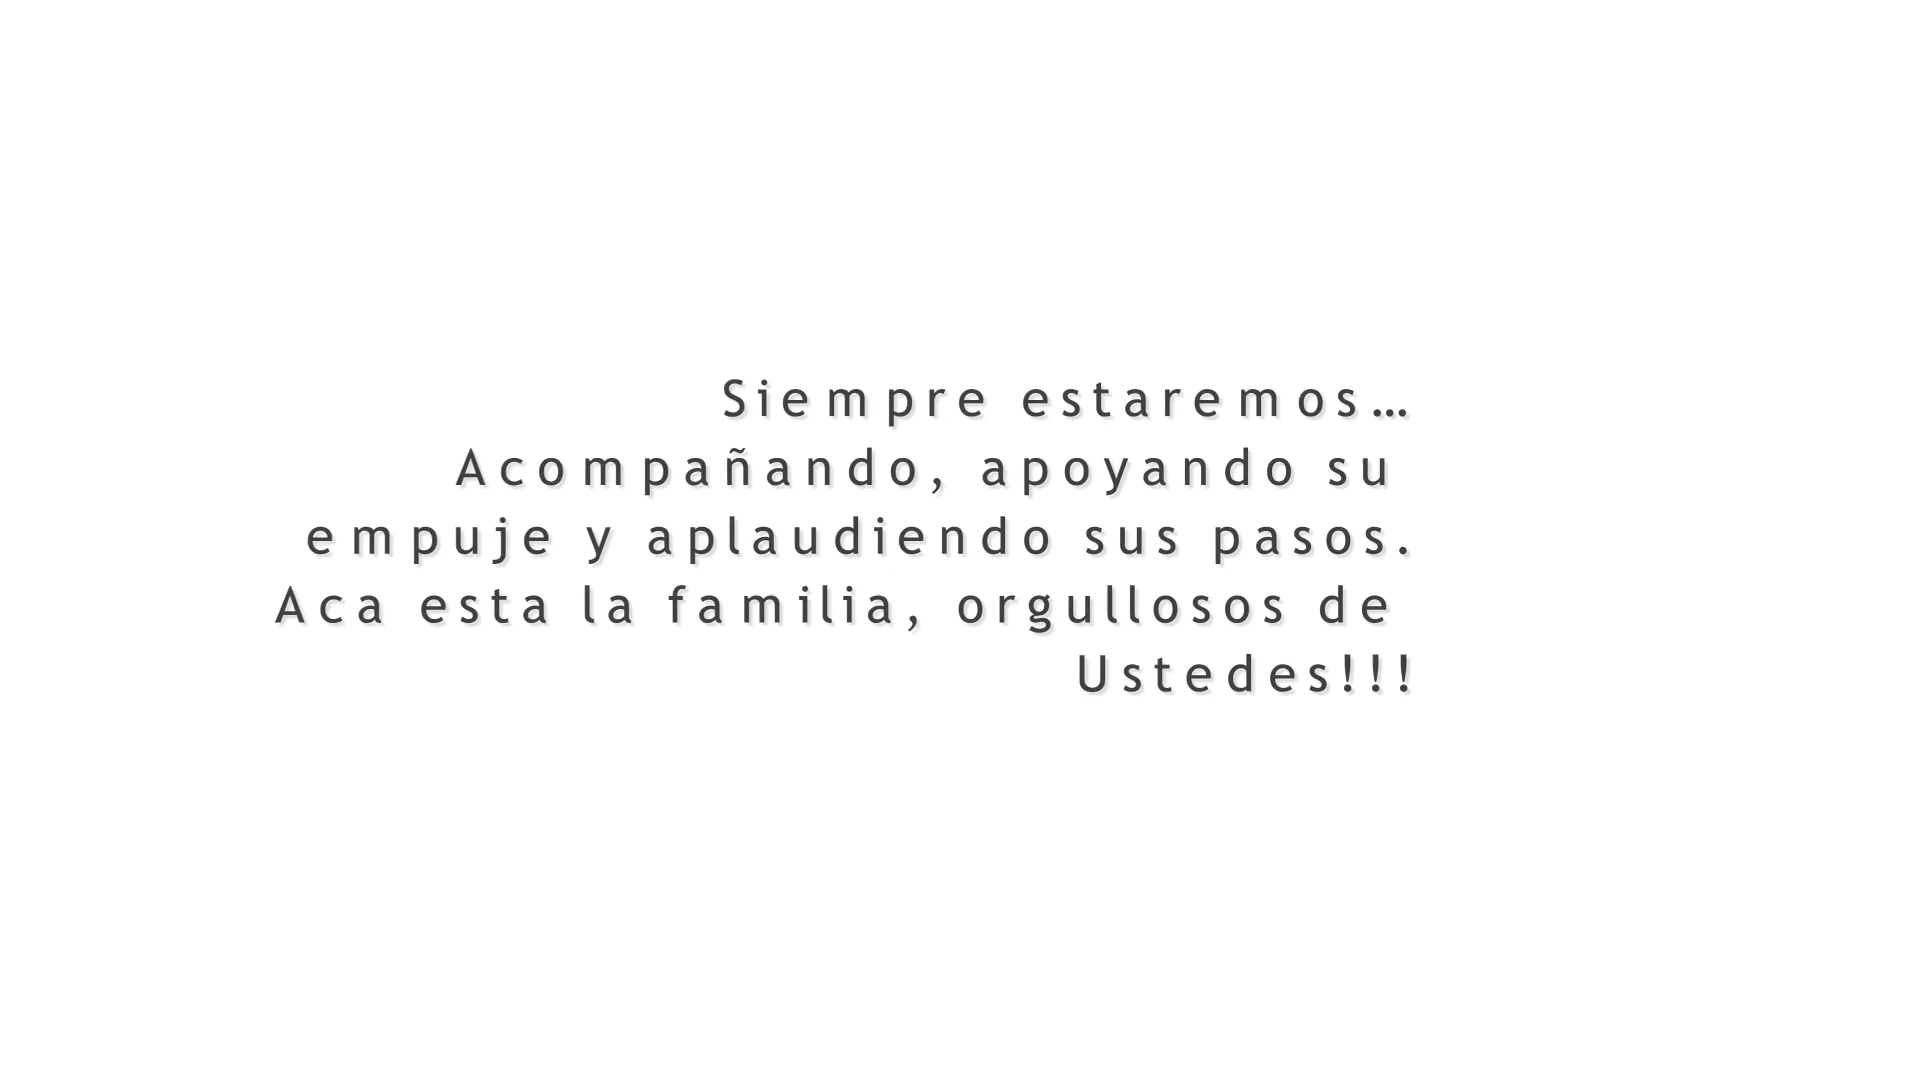 Siempre estaremos…
Acompañando, apoyando su
empuje y aplaudiendo sus pasos.
Aca esta la familia, orgullosos de
Ustedes!!!